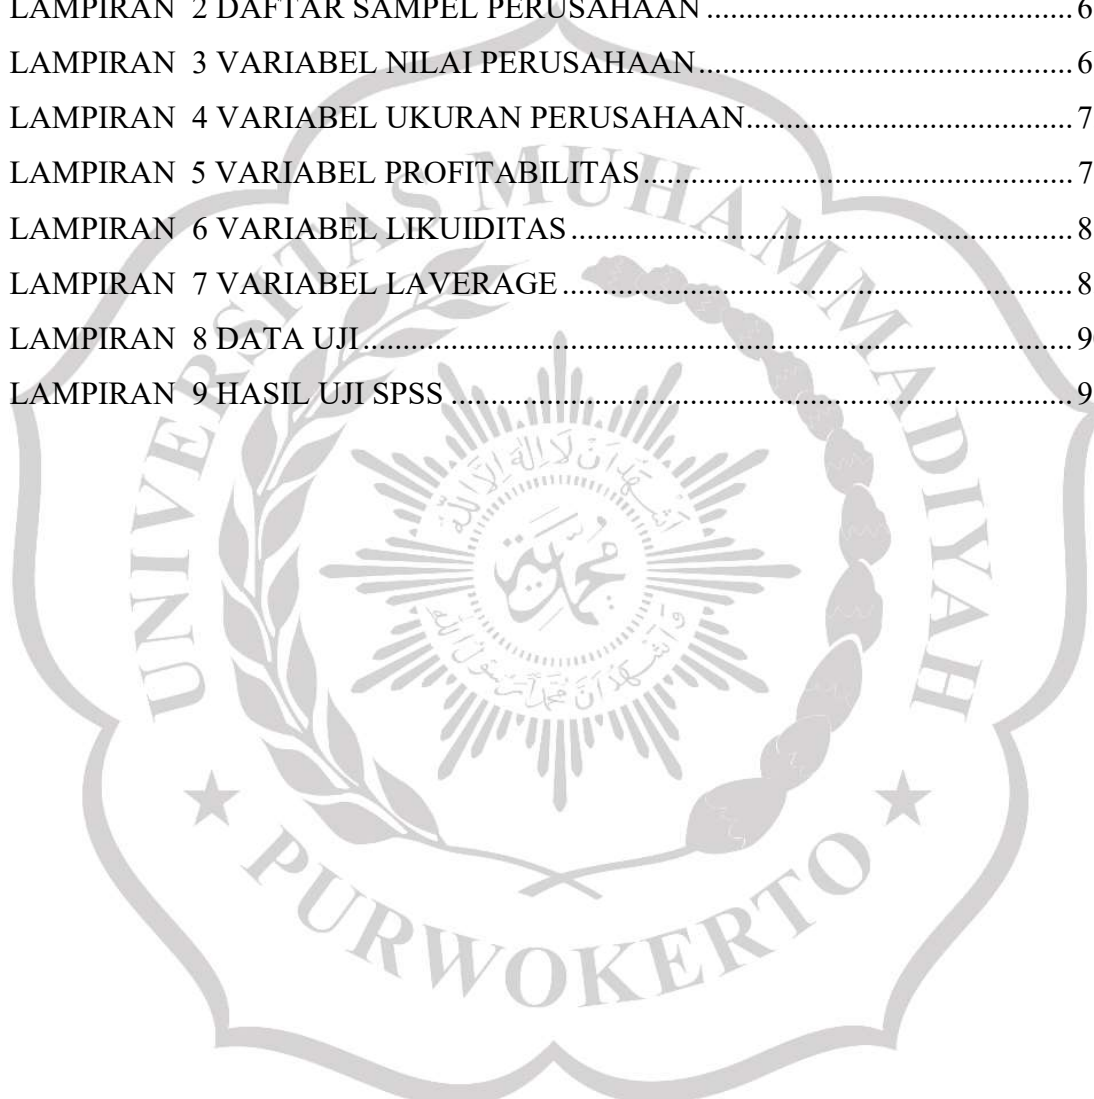 LAMPIRAN 2 DAFTAR SAMPEL PERUSAHAAN ........................................... 6
LAMPIRAN 3 VARIABEL NILAI PERUSAHAAN ........................................... 6
LAMPIRAN 4 VARIABEL UKURAN PERUSAHAAN ..................................... 7
LAMPIRAN 5 VARIABEL PROFITABILITAS .................................................. 7
LAMPIRAN 6 VARIABEL LIKUIDITAS ........................................................... 8
LAMPIRAN 7 VARIABEL LAVERAGE ............................................................ 8
LAMPIRAN 8 DATA UJI .................................................................................... 9
LAMPIRAN 9 HASIL UJI SPSS ......................................................................... 9
UNIVERSITAS MUHAMMADIYAH
PURWOKERTO